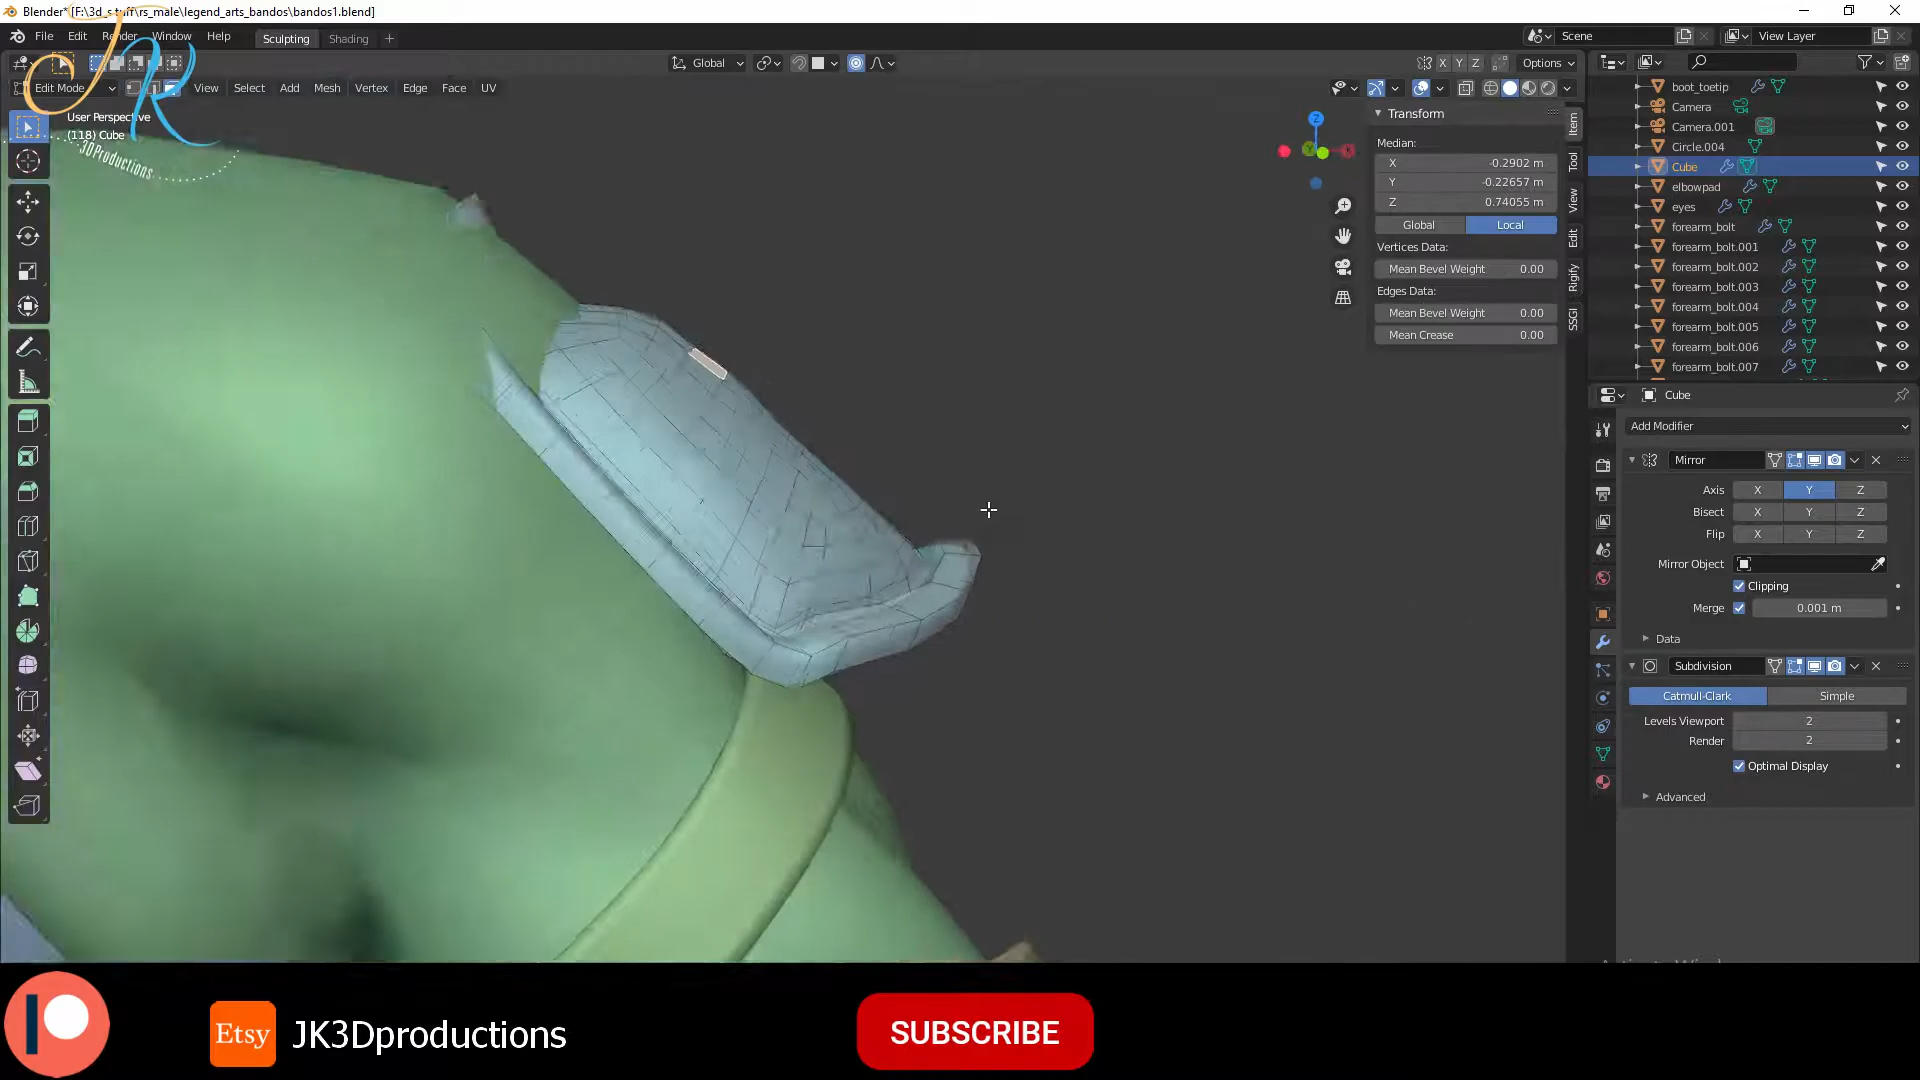 Blender* [F:\3d_stuff\rs_male\legend_arts_bandos\bandos1.blend]
File Edit Render Window Help Sculpting Shading + Scene View Layer
JR
3DProductions
Global X Y Z Options
Edit Mode View Select Add Mesh Vertex Edge Face UV
User Perspective
(118) Cube
Transform
Median:
X -0.2902 m
Y -0.22657 m
Z 0.74055 m
Global Local
Vertices Data:
Mean Bevel Weight 0.00
Edges Data:
Mean Bevel Weight 0.00
Mean Crease 0.00
Item
Tool
View
Edit
Rigify
SSGI
Z
boot_toetip
Camera
Camera.001
Circle.004
Cube
elbowpad
eyes
forearm_bolt
forearm_bolt.001
forearm_bolt.002
forearm_bolt.003
forearm_bolt.004
forearm_bolt.005
forearm_bolt.006
forearm_bolt.007
Cube
Add Modifier
Mirror
Axis X Y Z
Bisect X Y Z
Flip X Y Z
Mirror Object
Clipping
Merge 0.001 m
Data
Subdivision
Catmull-Clark Simple
Levels Viewport 2
Render 2
Optimal Display
Advanced
Etsy JK3Dproductions SUBSCRIBE